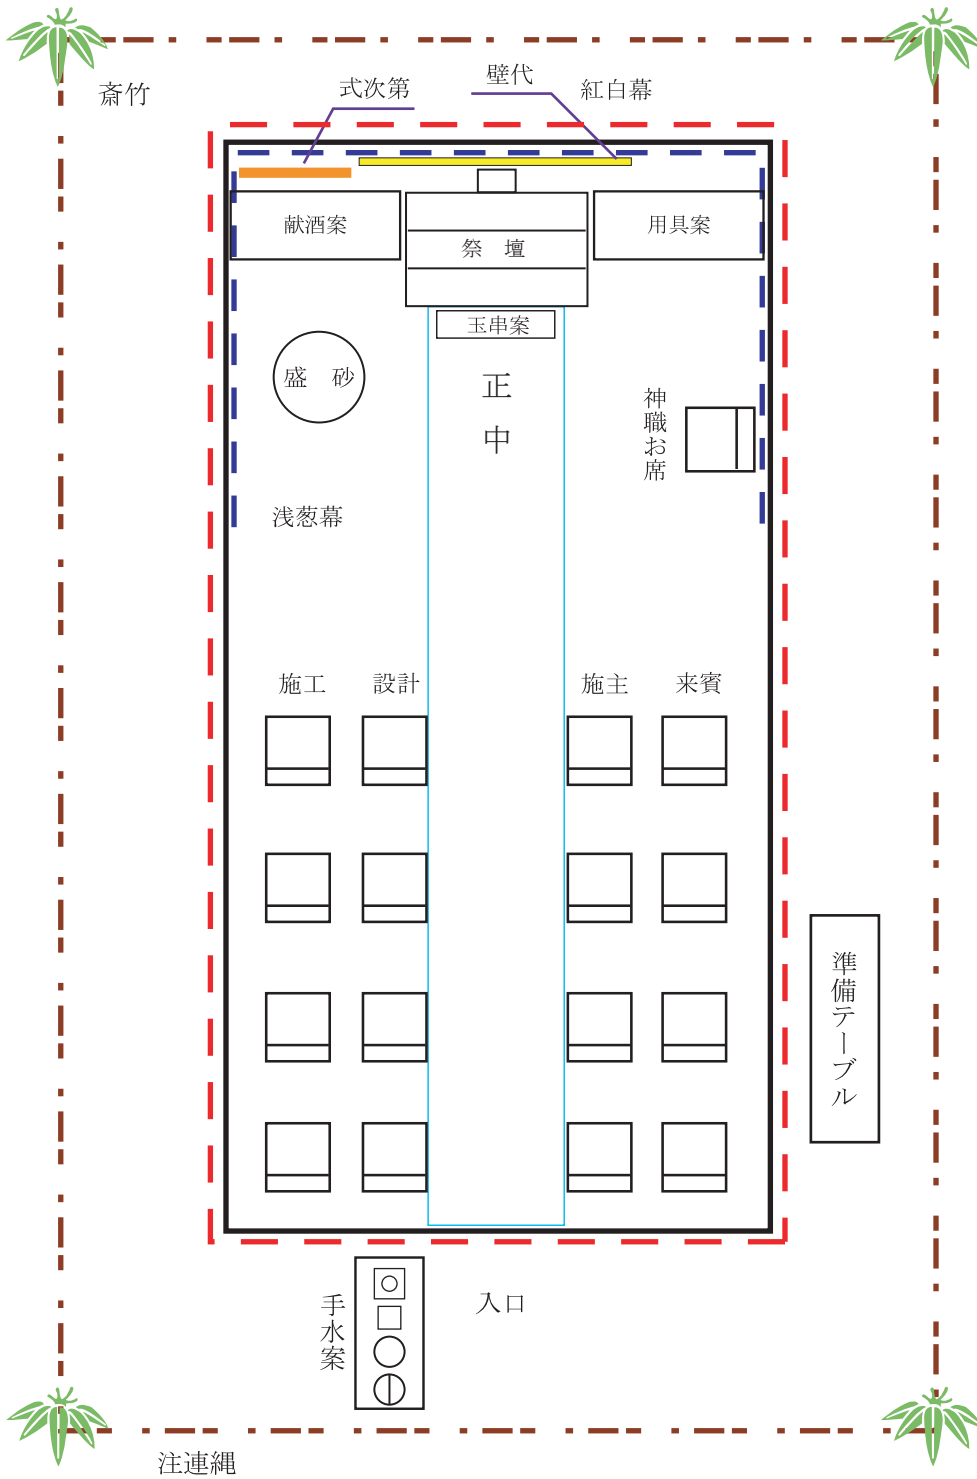 斎竹
式次第
壁代
紅白幕
献酒案
祭 壇
用具案
玉串案
盛 砂
正中
神職お席
浅葱幕
施工
設計
施主
来賓
準備テーブル
手水案
入口
注連縄